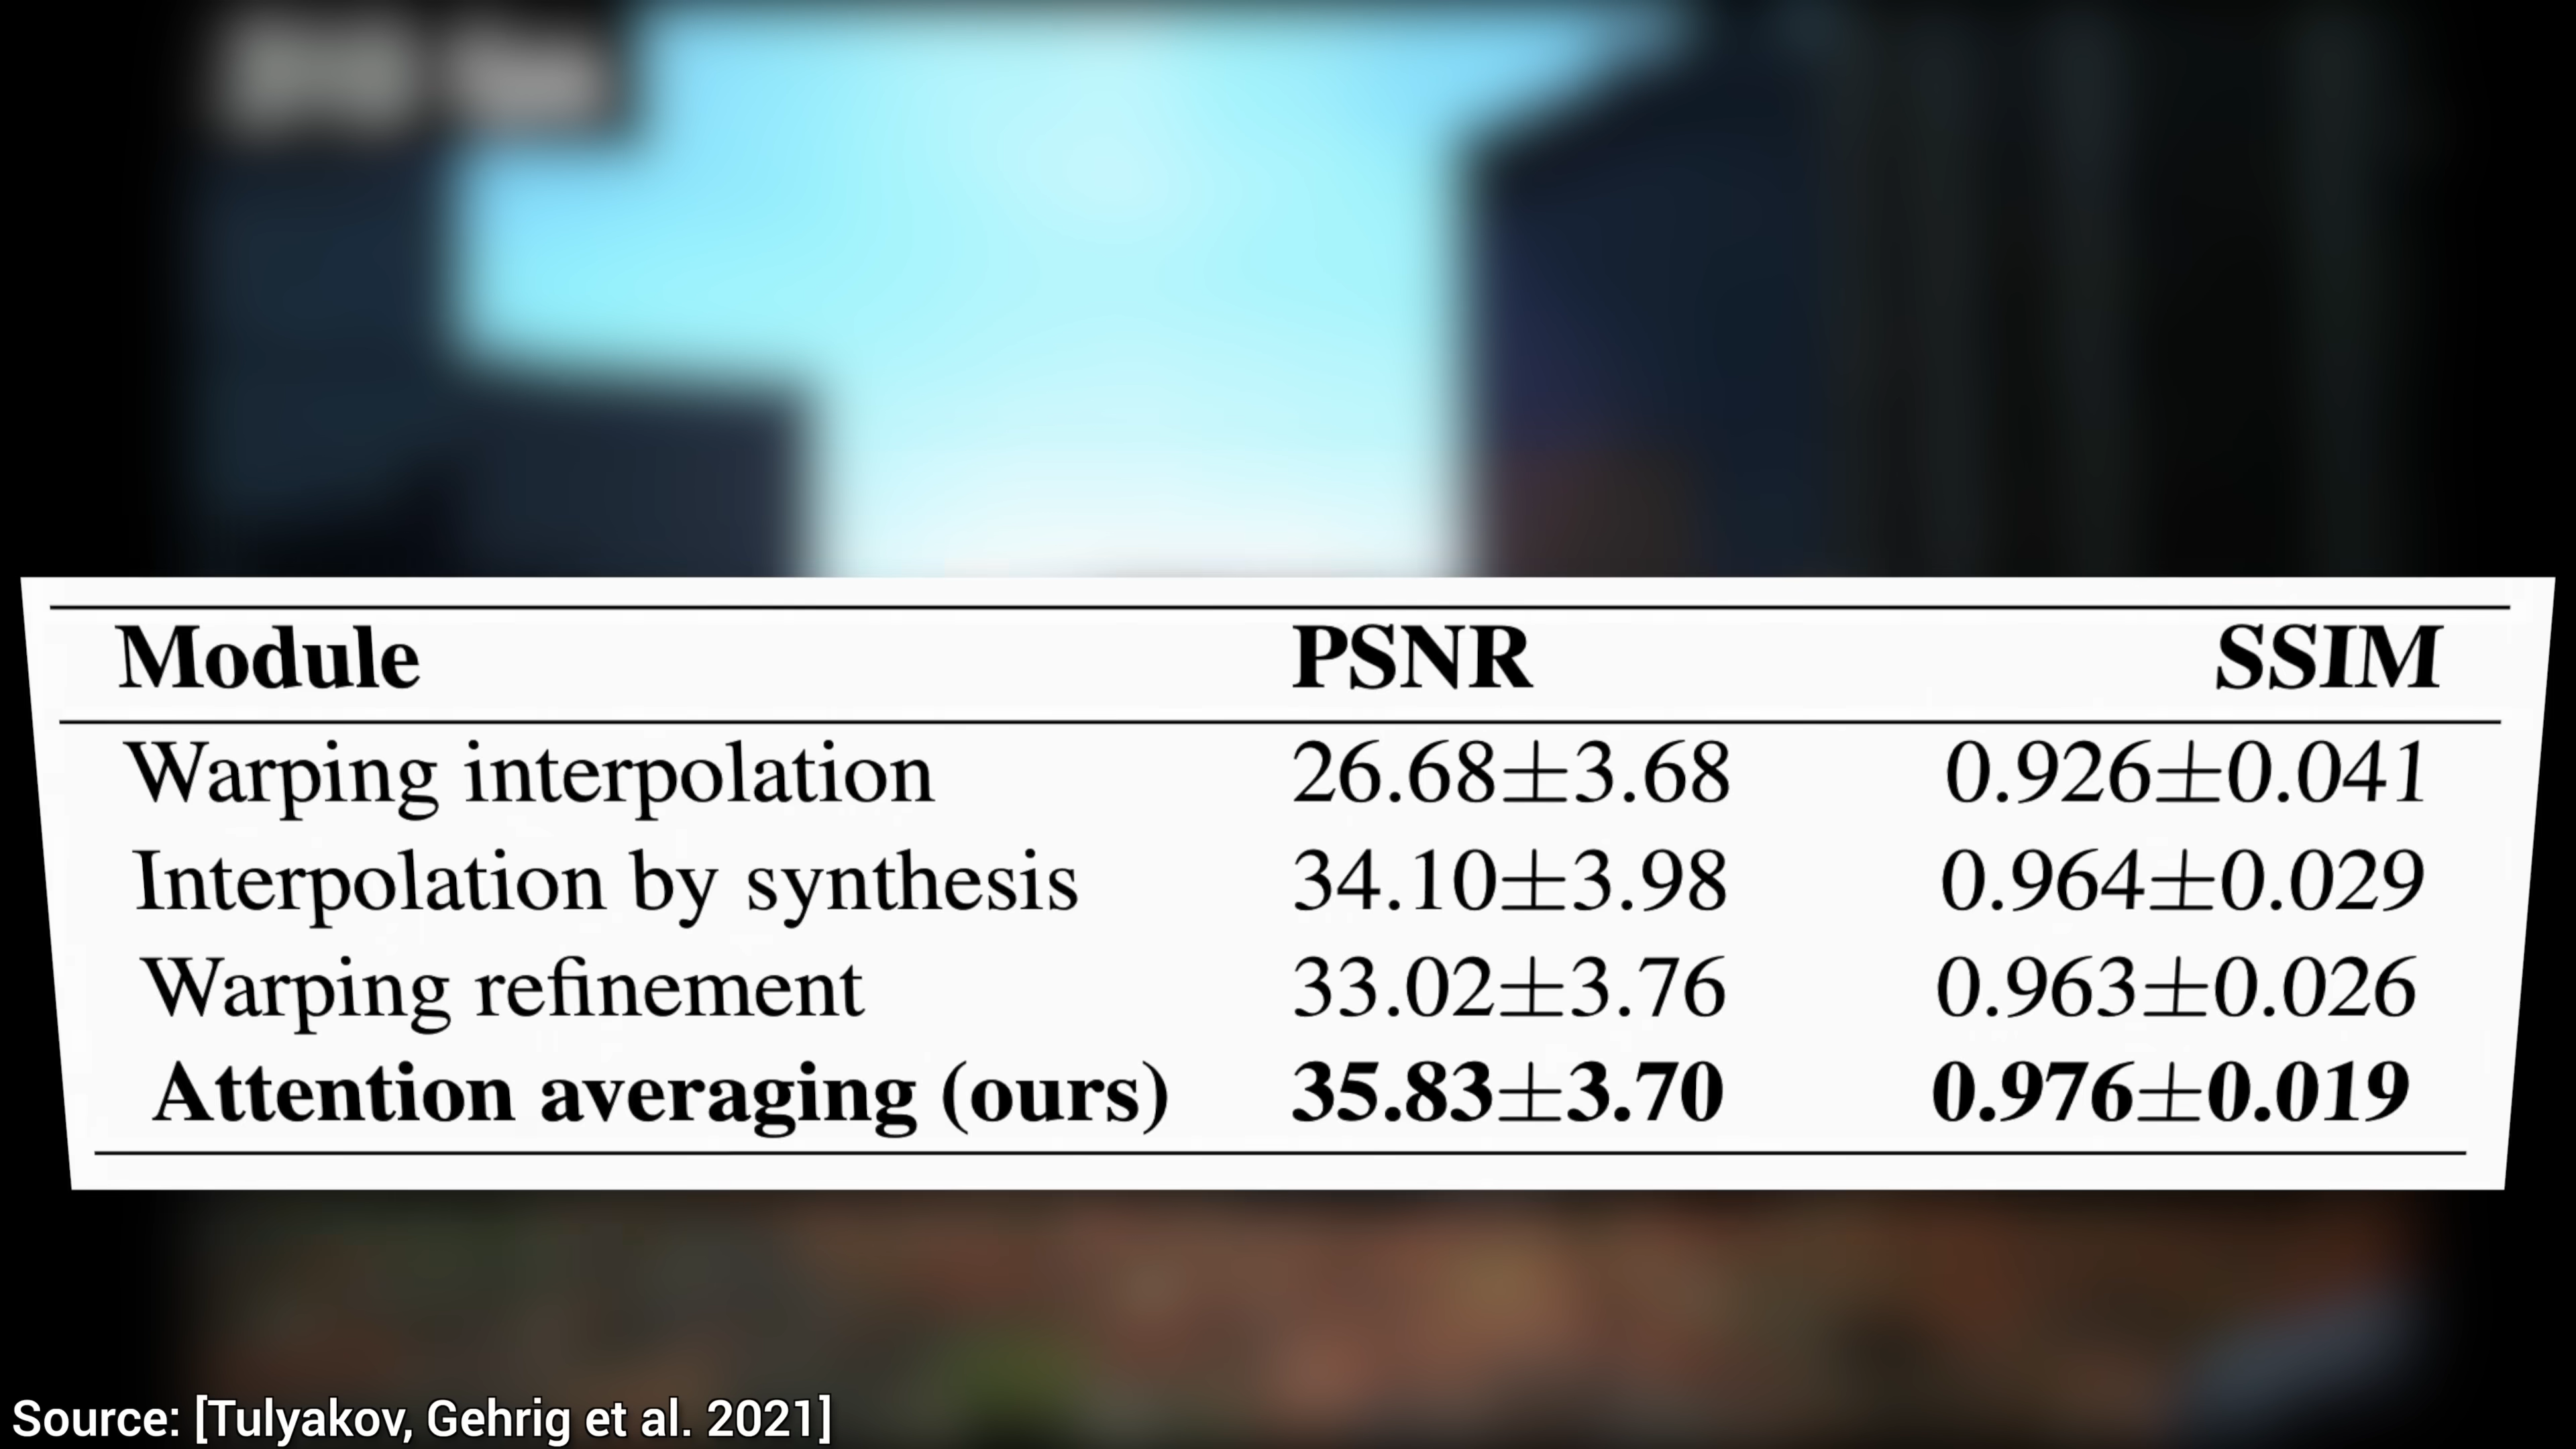 Module PSNR SSIM
Warping interpolation 26.68±3.68 0.926±0.041
Interpolation by synthesis 34.10±3.98 0.964±0.029
Warping refinement 33.02±3.76 0.963±0.026
Attention averaging (ours) 35.83±3.70 0.976±0.019
Source: [Tulyakov, Gehrig et al. 2021]